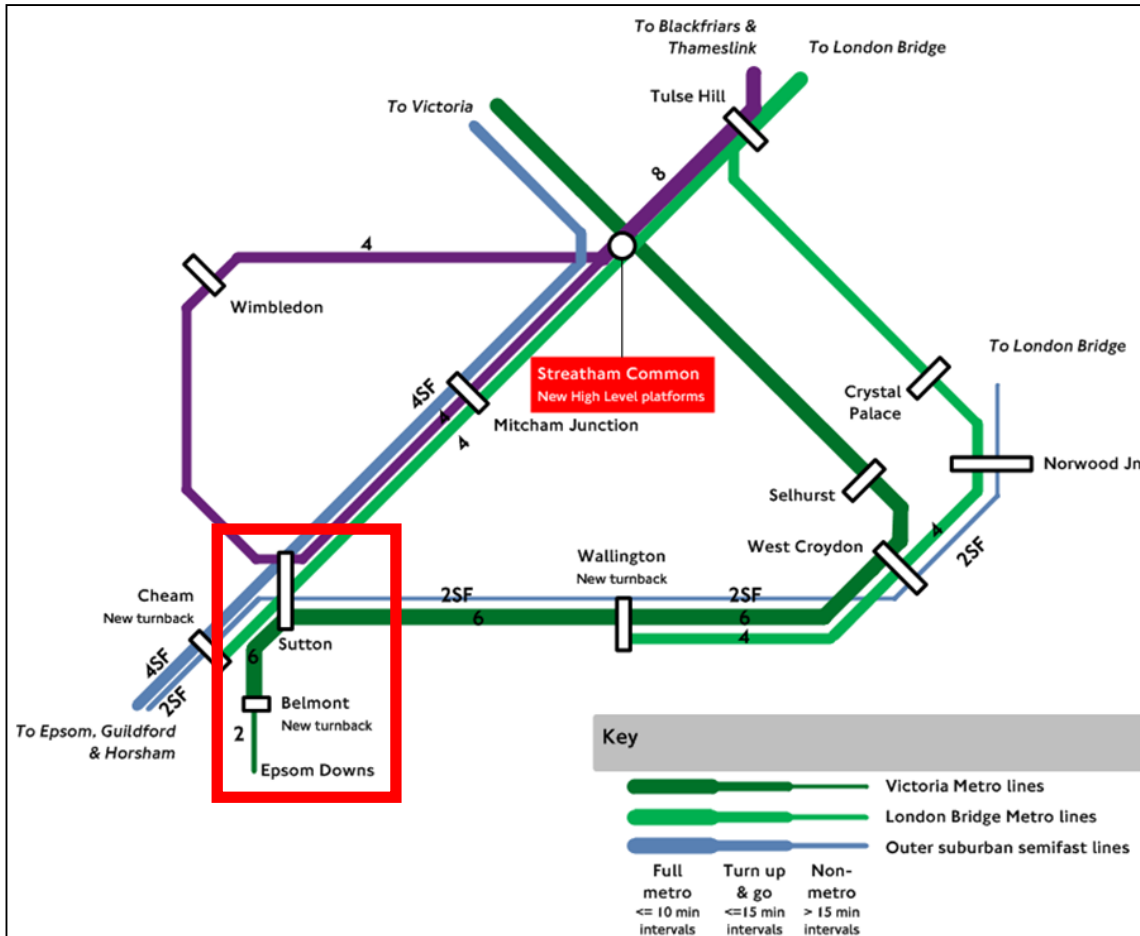 To Blackfriars &
Thameslink
To London Bridge
To Victoria
Tulse Hill
8
4
Wimbledon
To London Bridge
Streatham Common
New High Level platforms
4SF
4
4
Mitcham Junction
Crystal
Palace
Norwood Jn
Selhurst
4
2SF
West Croydon
Wallington
New turnback
Cheam
New turnback
2SF
2SF
6
6
4
Sutton
6
4SF
2SF
Belmont
New turnback
2
To Epsom, Guildford
& Horsham
Epsom Downs
Key
Victoria Metro lines
London Bridge Metro lines
Outer suburban semifast lines
Full
metro
<= 10 min
intervals
Turn up
& go
<=15 min
intervals
Non-
metro
> 15 min
intervals